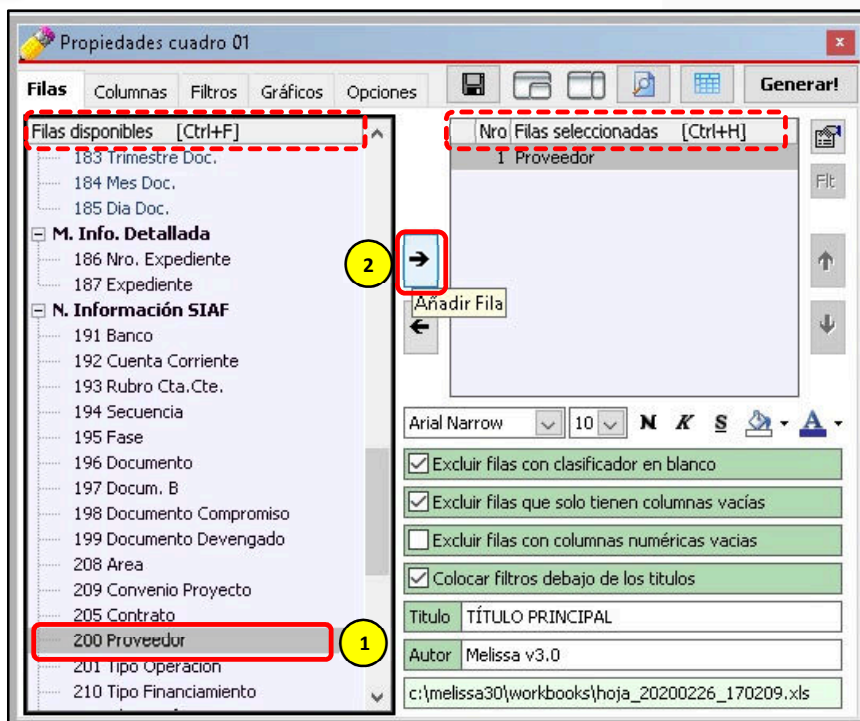 Propiedades cuadro 01
x
Filas Columnas Filtros Gráficos Opciones Generar!
Filas disponibles [Ctrl+F]
183 Trimestre Doc.
184 Mes Doc.
185 Dia Doc.
M. Info. Detallada
186 Nro. Expediente
187 Expediente
N. Información SIAF
191 Banco
192 Cuenta Corriente
193 Rubro Cta.Cte.
194 Secuencia
195 Fase
196 Documento
197 Docum. B
198 Documento Compromiso
199 Documento Devengado
208 Area
209 Convenio Proyecto
205 Contrato
200 Proveedor
1
201 Tipo Operación
210 Tipo Financiamiento
2
Añadir Fila
Nro Filas seleccionadas [Ctrl+H]
1 Proveedor
Flt
Arial Narrow 10 N K S A
Excluir filas con clasificador en blanco
Excluir filas que solo tienen columnas vacías
Excluir filas con columnas numéricas vacias
Colocar filtros debajo de los titulos
Titulo TÍTULO PRINCIPAL
Autor Melissa v3.0
c:\melissa30\workbooks\hoja_20200226_170209.xls